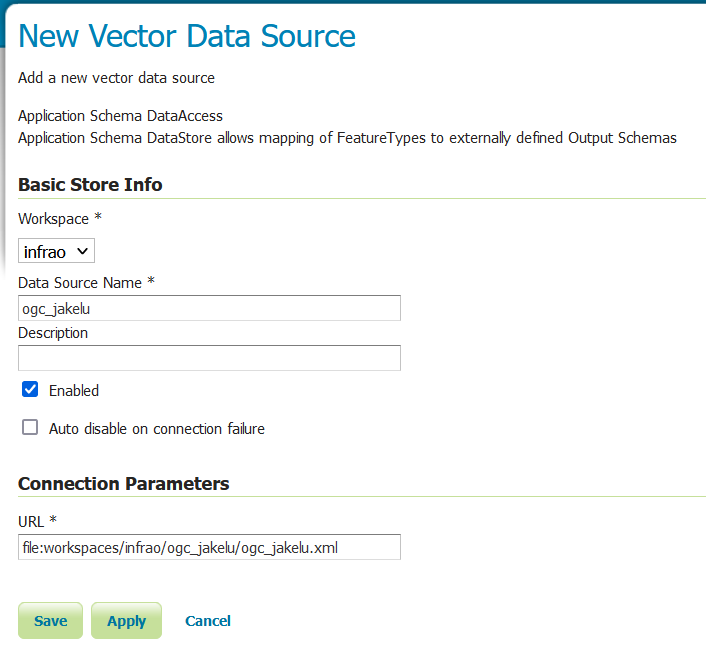 New Vector Data Source
Add a new vector data source
Application Schema DataAccess
Application Schema DataStore allows mapping of FeatureTypes to externally defined Output Schemas
Basic Store Info
Workspace *
infrao
Data Source Name *
ogc_jakelu
Description
Enabled
Auto disable on connection failure
Connection Parameters
URL *
file:workspaces/infrao/ogc_jakelu/ogc_jakelu.xml
Save Apply Cancel